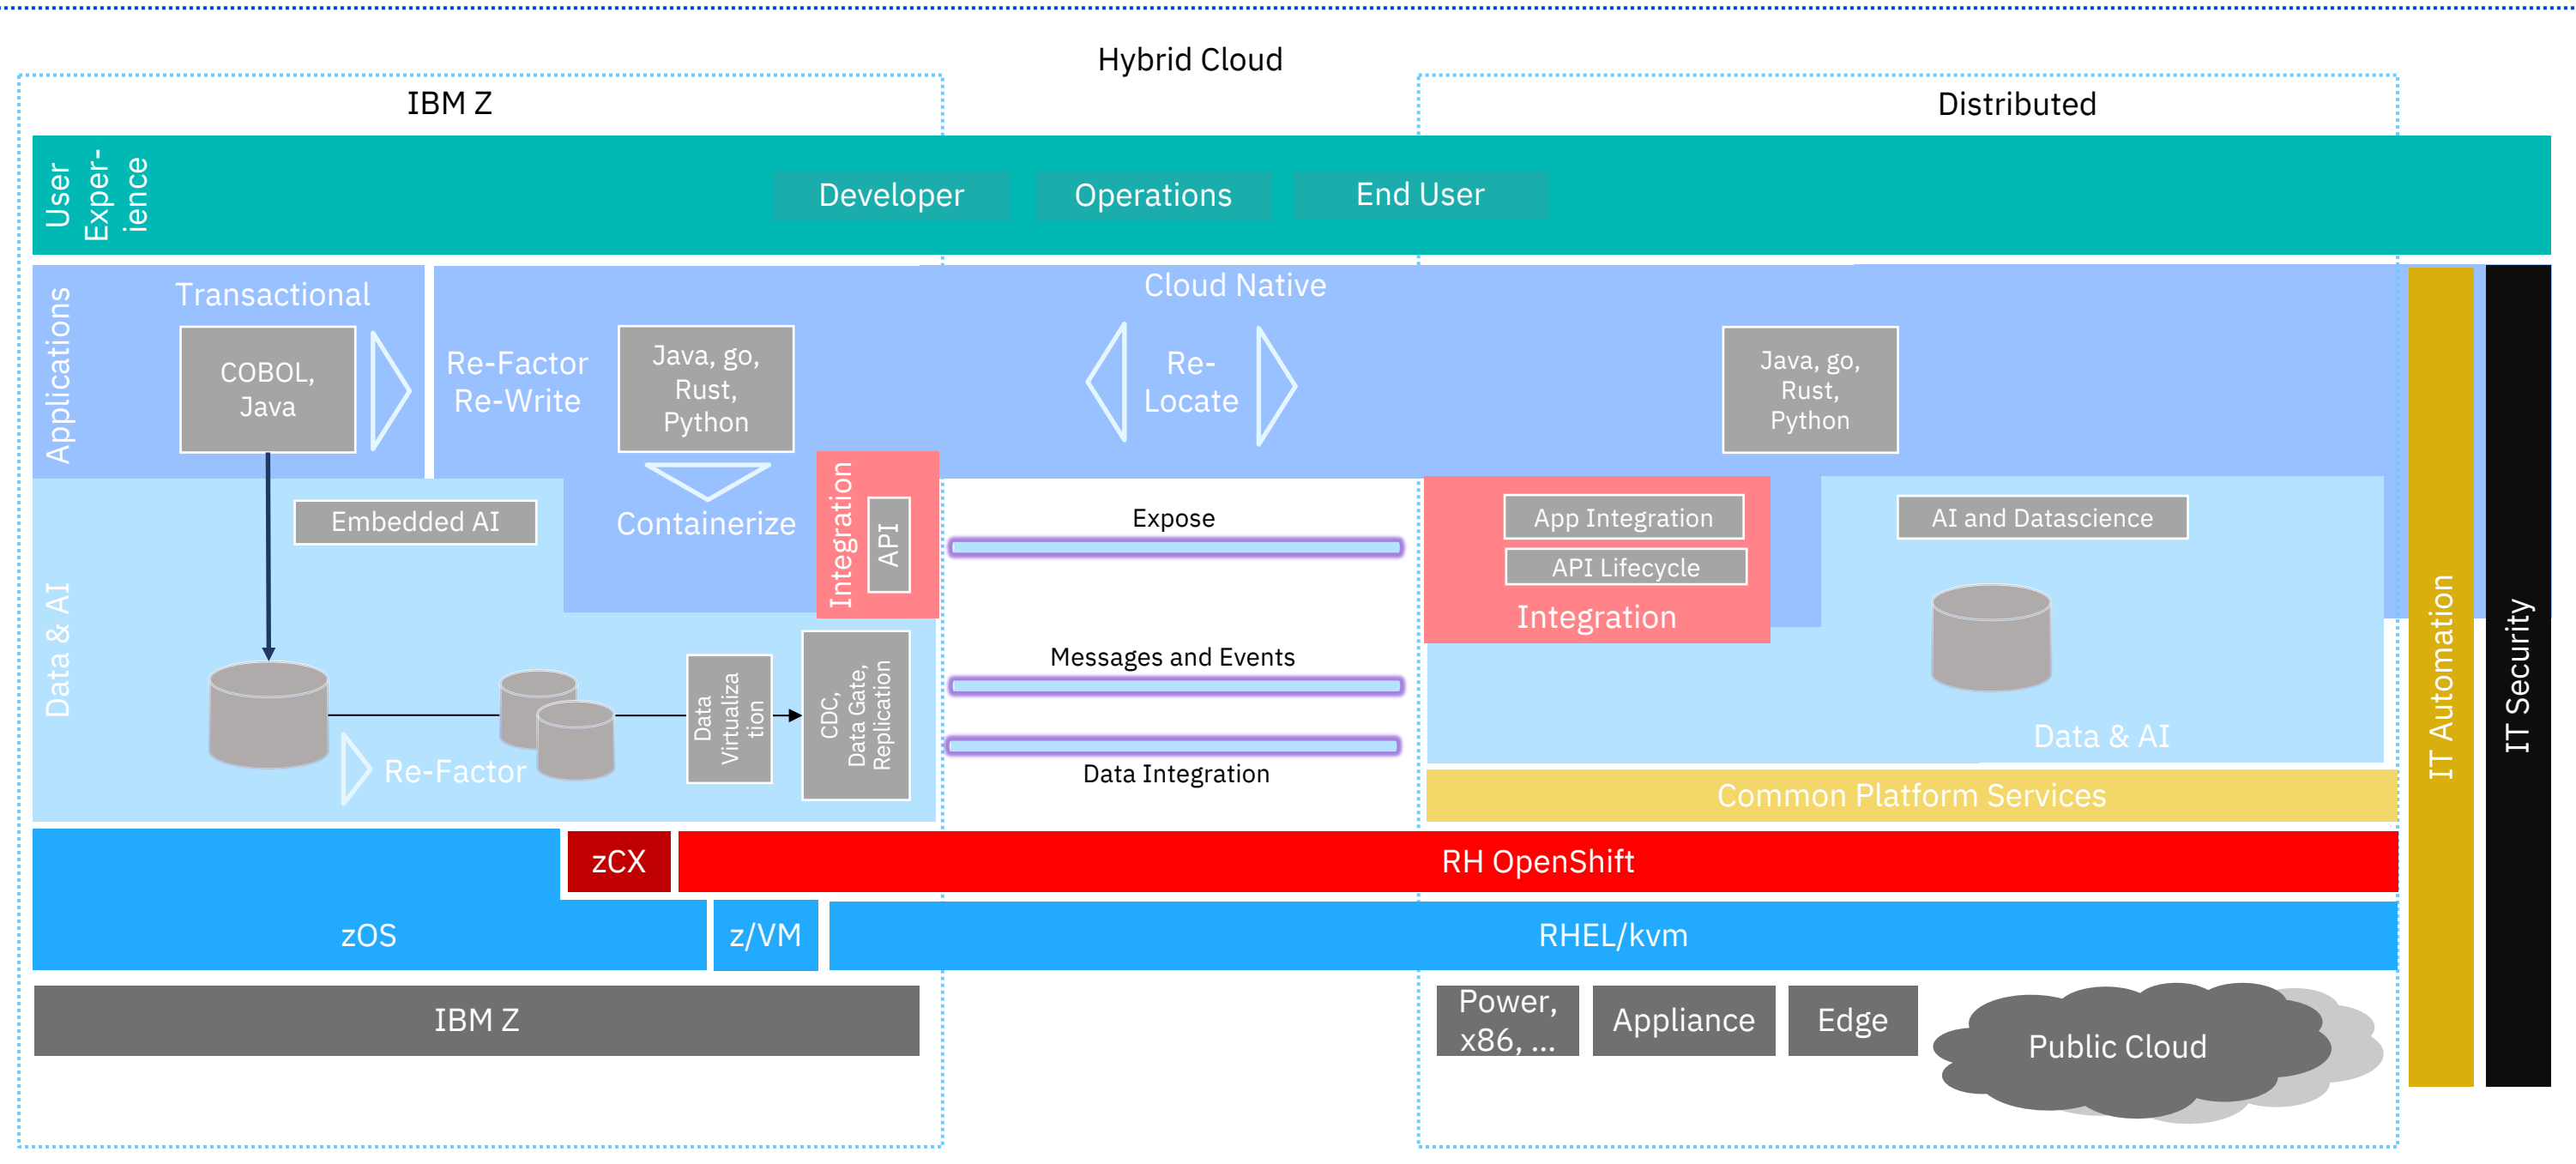 Hybrid Cloud
IBM Z
Distributed
User
Exper-
ience
Developer
Operations
End User
Applications
Transactional
COBOL,
Java
Re-Factor
Re-Write
Java, go,
Rust,
Python
Containerize
Cloud Native
Re-
Locate
Java, go,
Rust,
Python
Data & AI
Embedded AI
Integration
API
Expose
App Integration
API Lifecycle
Integration
AI and Datascience
Re-Factor
Data
Virtualiza
tion
CDC,
Data Gate,
Replication
Messages and Events
Data Integration
Data & AI
Common Platform Services
IT Automation
IT Security
zCX
RH OpenShift
zOS
z/VM
RHEL/kvm
IBM Z
Power,
x86, ...
Appliance
Edge
Public Cloud